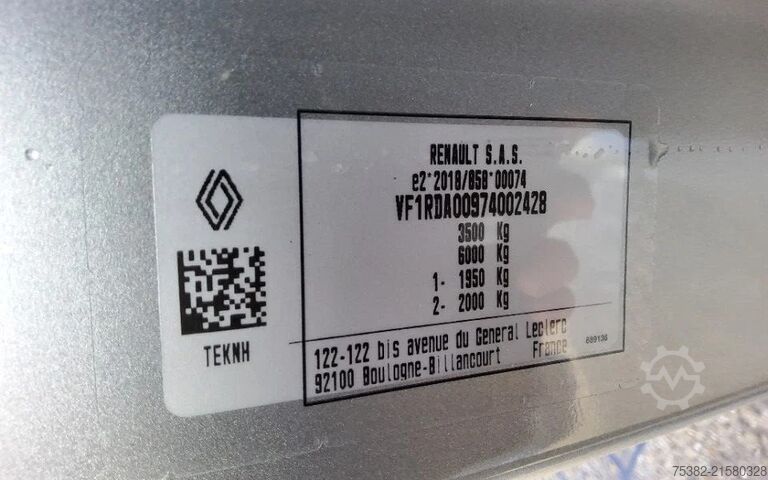 RENAULT S.A.S.
e2*2018/858*00074
VF1RDA00974002428
3500 Kg
6000 Kg
1- 1950 Kg
2- 2000 Kg
TEKNH
122-122 bis avenue du General Leclerc
92100 Boulogne-Billancourt France
689136
75382-21580328